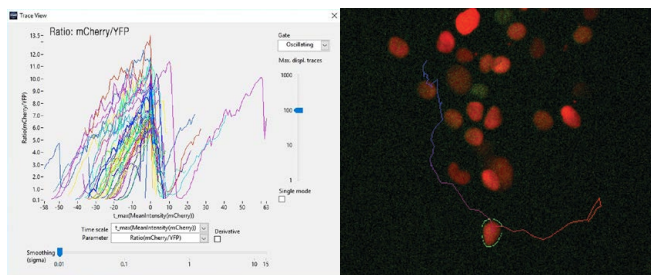 Trace View
Ratio: mCherry/YFP
Gate
Oscillating
Max. displ. traces
1000
100
10
1
Single mode
Ratio(mCherry/YFP)
13.5
12.0
11.0
10.0
9.0
8.0
7.0
6.0
5.0
4.0
3.0
2.0
0.1
-58 -50 -40 -30 -20 -10 0 10 20 30 40 50 63
t_max(MeanIntensity(mCherry))
Time scale t_max(MeanIntensity(mCherry))
Parameter Ratio(mCherry/YFP)
Derivative
Smoothing
(sigma)
0.01 0.1 1 10 15